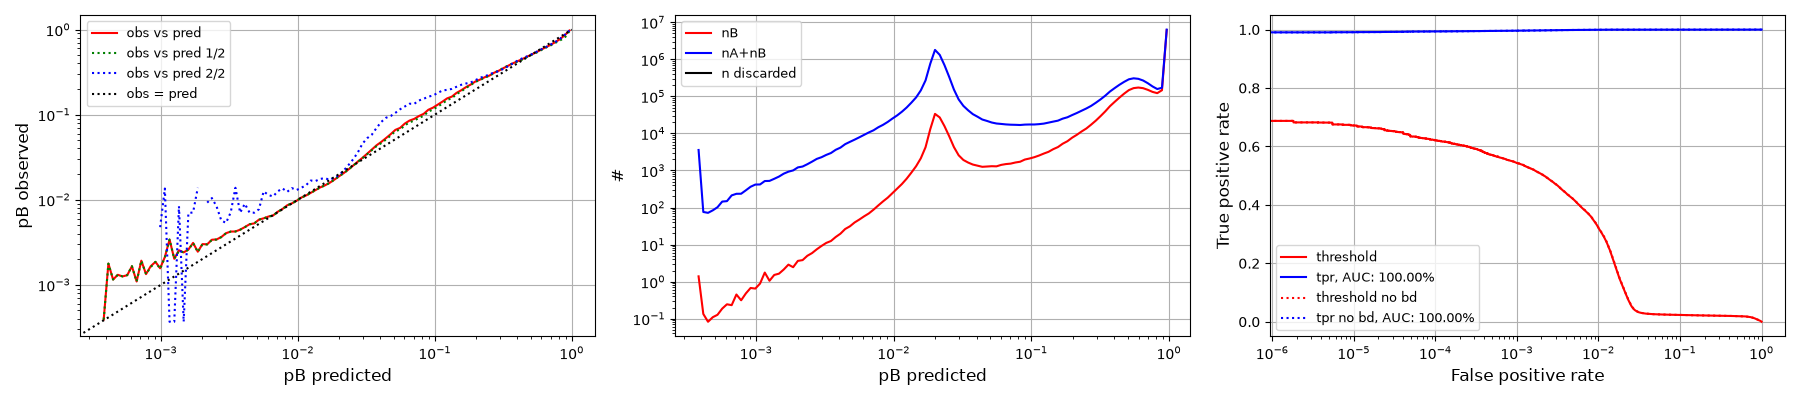 obs vs pred
obs vs pred 1/2
obs vs pred 2/2
obs = pred
10⁰
10⁻¹
10⁻²
10⁻³
pB observed
10⁻³ 10⁻² 10⁻¹ 10⁰
pB predicted
nB
nA+nB
n discarded
10⁷
10⁶
10⁵
10⁴
10³
10²
10¹
10⁰
10⁻¹
#
10⁻³ 10⁻² 10⁻¹ 10⁰
pB predicted
1.0
0.8
0.6
0.4
0.2
0.0
True positive rate
threshold
tpr, AUC: 100.00%
threshold no bd
tpr no bd, AUC: 100.00%
10⁻⁶ 10⁻⁵ 10⁻⁴ 10⁻³ 10⁻² 10⁻¹ 10⁰
False positive rate